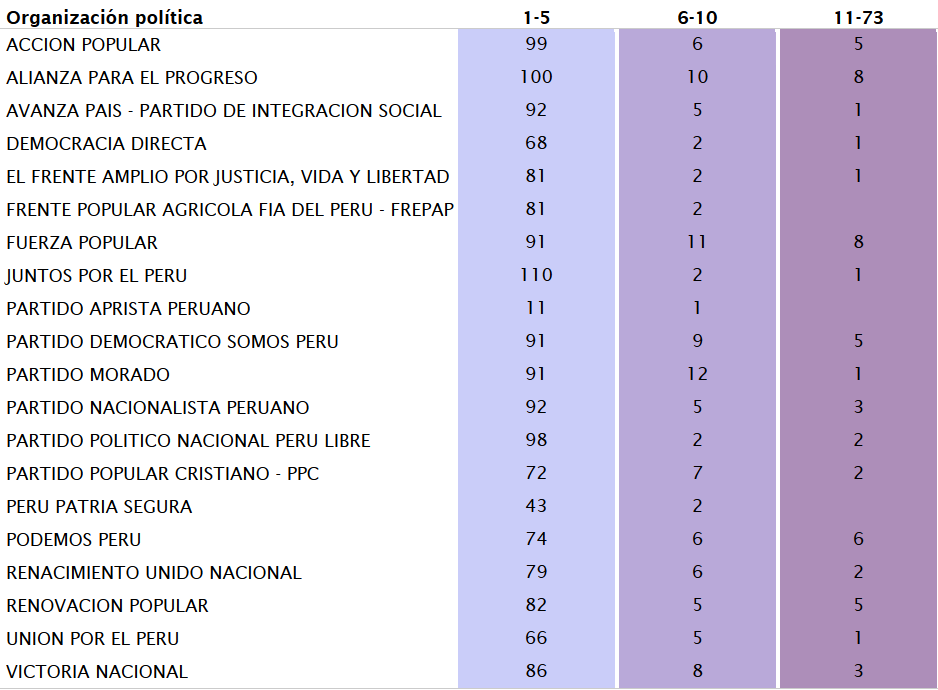 Organización política 1-5 6-10 11-73
ACCION POPULAR 99 6 5
ALIANZA PARA EL PROGRESO 100 10 8
AVANZA PAIS - PARTIDO DE INTEGRACION SOCIAL 92 5 1
DEMOCRACIA DIRECTA 68 2 1
EL FRENTE AMPLIO POR JUSTICIA, VIDA Y LIBERTAD 81 2 1
FRENTE POPULAR AGRICOLA FIA DEL PERU - FREPAP 81 2
FUERZA POPULAR 91 11 8
JUNTOS POR EL PERU 110 2 1
PARTIDO APRISTA PERUANO 11 1
PARTIDO DEMOCRATICO SOMOS PERU 91 9 5
PARTIDO MORADO 91 12 1
PARTIDO NACIONALISTA PERUANO 92 5 3
PARTIDO POLITICO NACIONAL PERU LIBRE 98 2 2
PARTIDO POPULAR CRISTIANO - PPC 72 7 2
PERU PATRIA SEGURA 43 2
PODEMOS PERU 74 6 6
RENACIMIENTO UNIDO NACIONAL 79 6 2
RENOVACION POPULAR 82 5 5
UNION POR EL PERU 66 5 1
VICTORIA NACIONAL 86 8 3